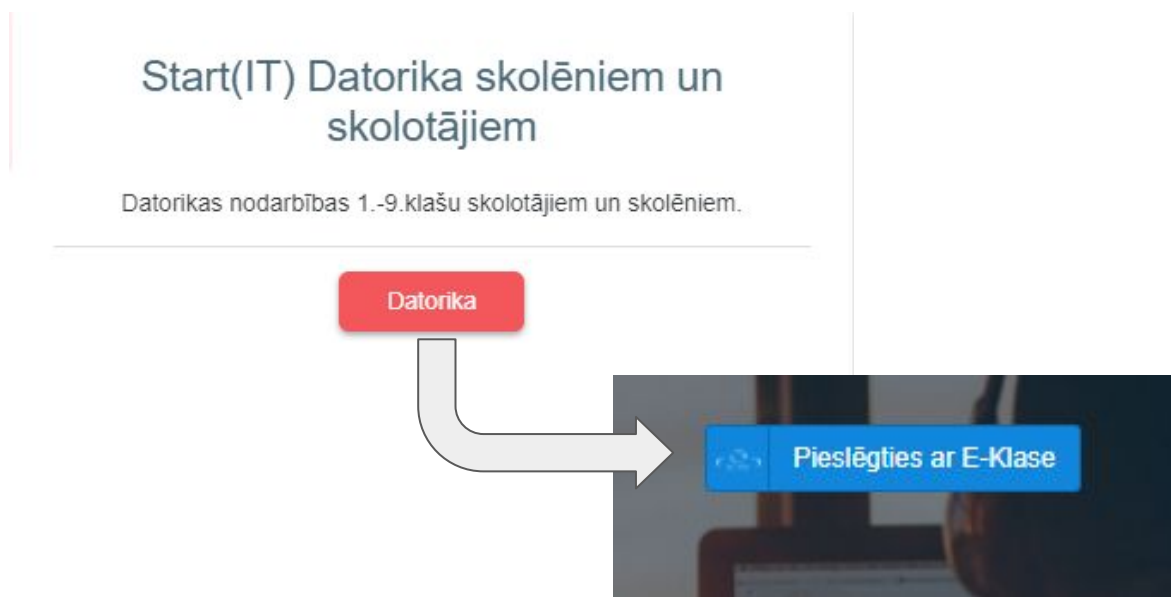 Start(IT) Datorika skolēniem un
skolotājiem
Datorikas nodarbības 1.-9.klašu skolotājiem un skolēniem.
Datorika
Pieslēgties ar E-Klase